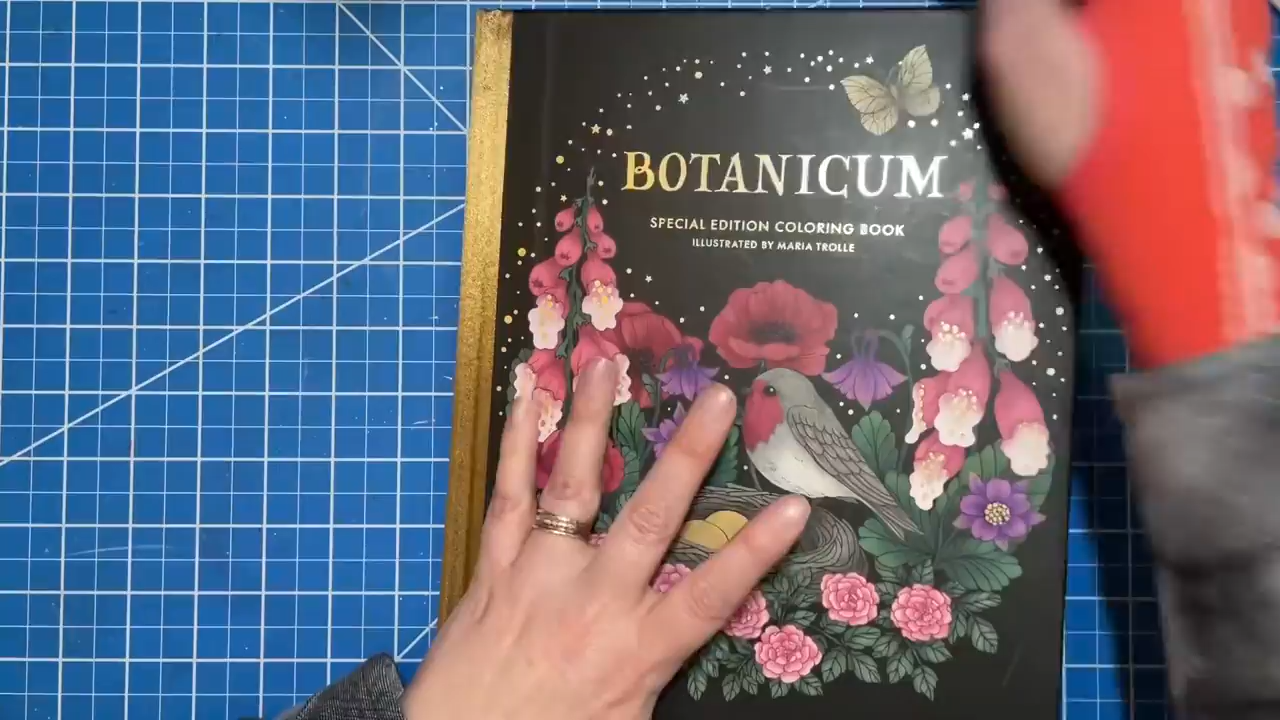 BOTANICUM
SPECIAL EDITION COLORING BOOK
ILLUSTRATED BY MARIA TROLLE